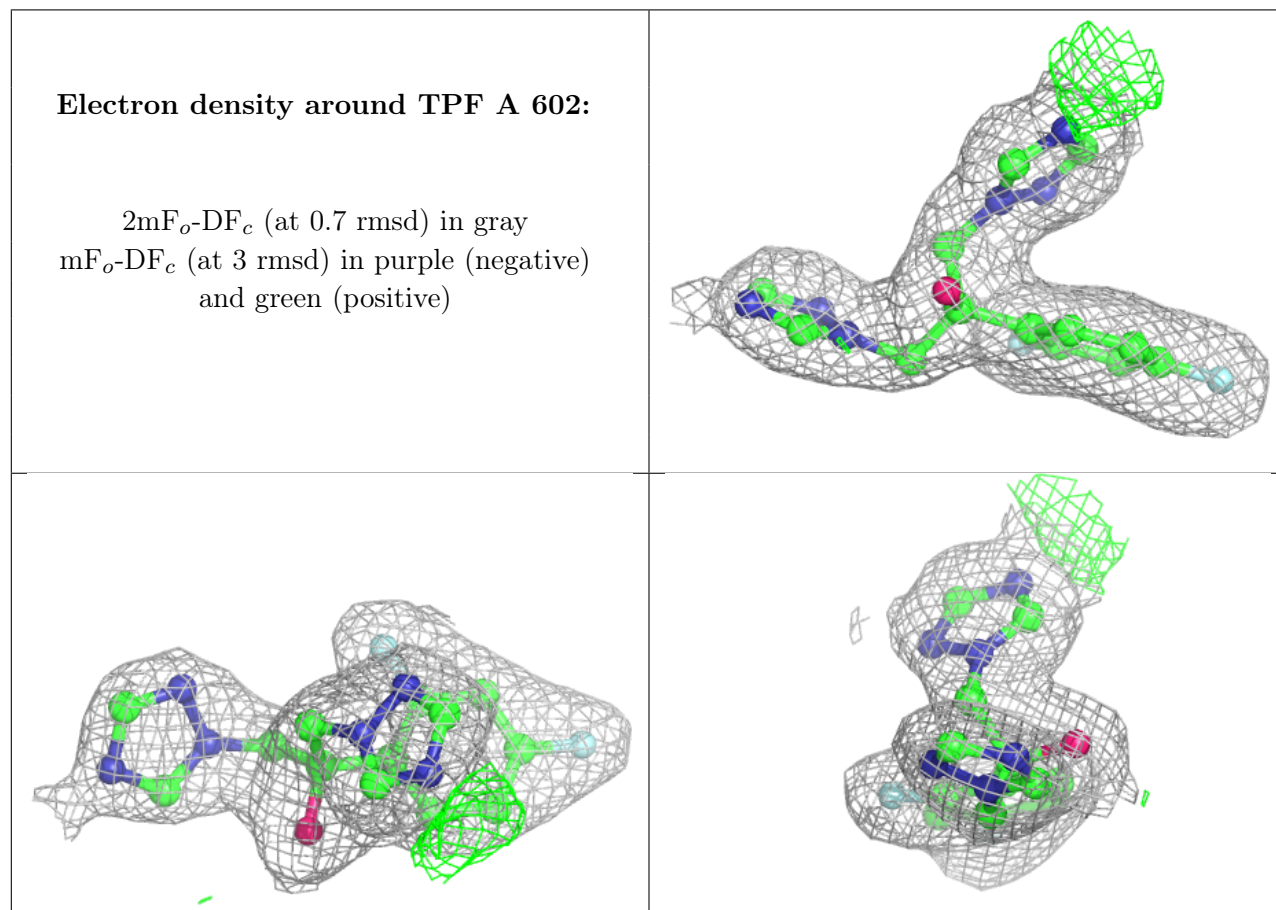 Electron density around TPF A 602:
2mFₒ-DF𝒸 (at 0.7 rmsd) in gray
mFₒ-DF𝒸 (at 3 rmsd) in purple (negative)
and green (positive)